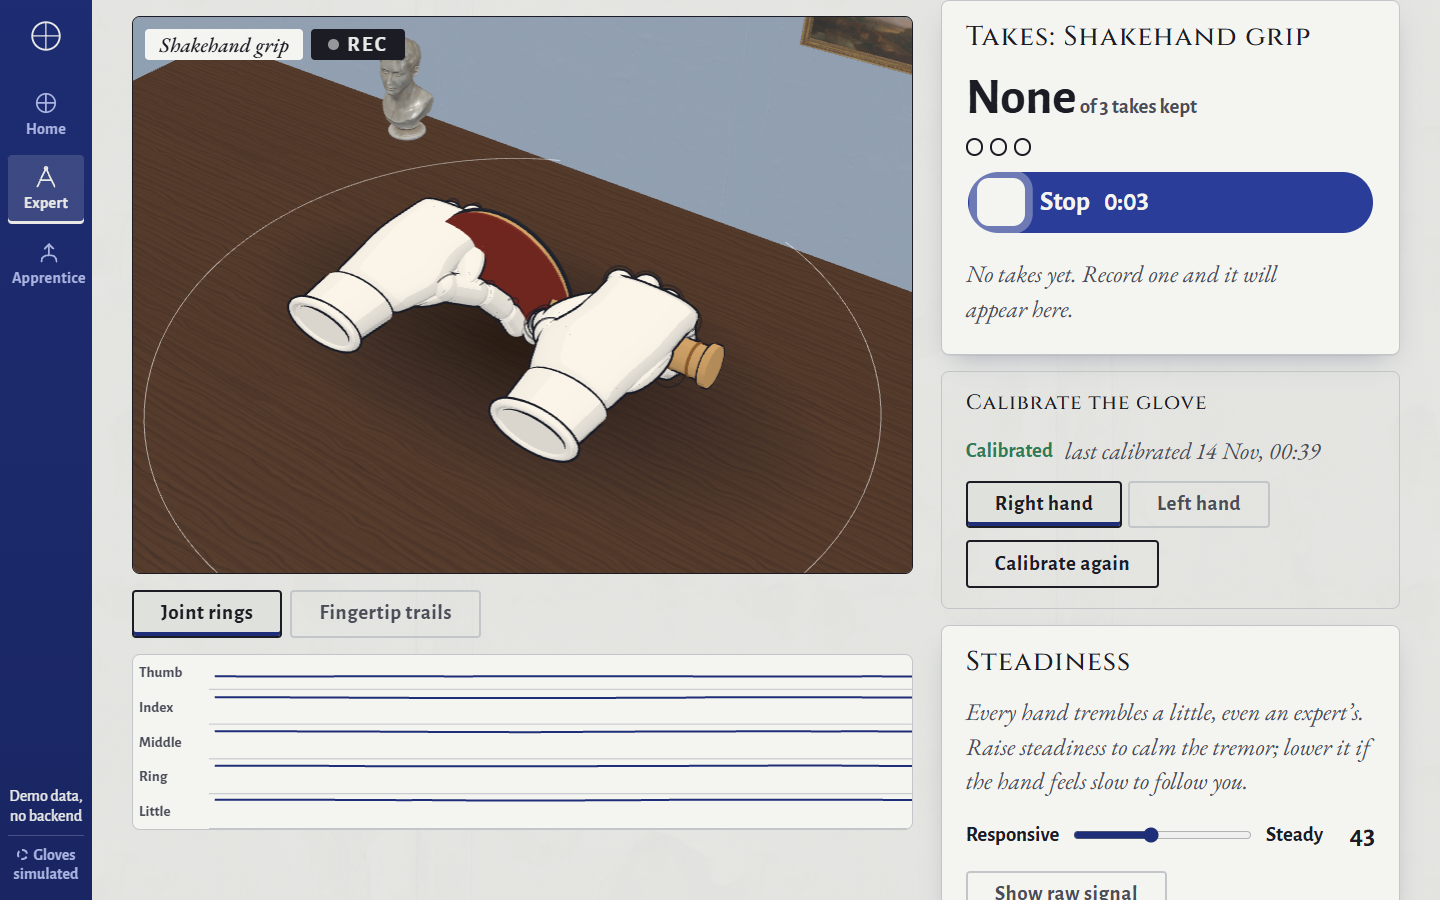 Home
Expert
Apprentice
Demo data,
no backend
Gloves
simulated
Shakehand grip
REC
Joint rings
Fingertip trails
Thumb
Index
Middle
Ring
Little
Takes: Shakehand grip
None of 3 takes kept
Stop 0:03
No takes yet. Record one and it will
appear here.
Calibrate the glove
Calibrated last calibrated 14 Nov, 00:39
Right hand
Left hand
Calibrate again
Steadiness
Every hand trembles a little, even an expert’s.
Raise steadiness to calm the tremor; lower it if
the hand feels slow to follow you.
Responsive
Steady
43
Show raw signal